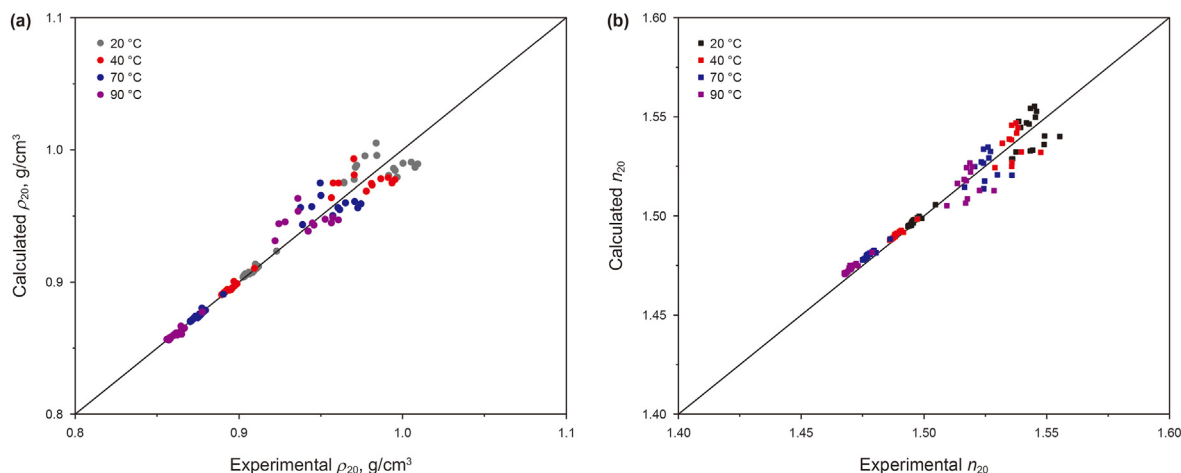 (a)
1.1
1.0
0.9
0.8
Calculated ρ20, g/cm³
20 °C
40 °C
70 °C
90 °C
0.8
0.9
1.0
1.1
Experimental ρ20, g/cm³
(b)
1.60
1.55
1.50
1.45
1.40
Calculated n20
20 °C
40 °C
70 °C
90 °C
1.40
1.45
1.50
1.55
1.60
Experimental n20